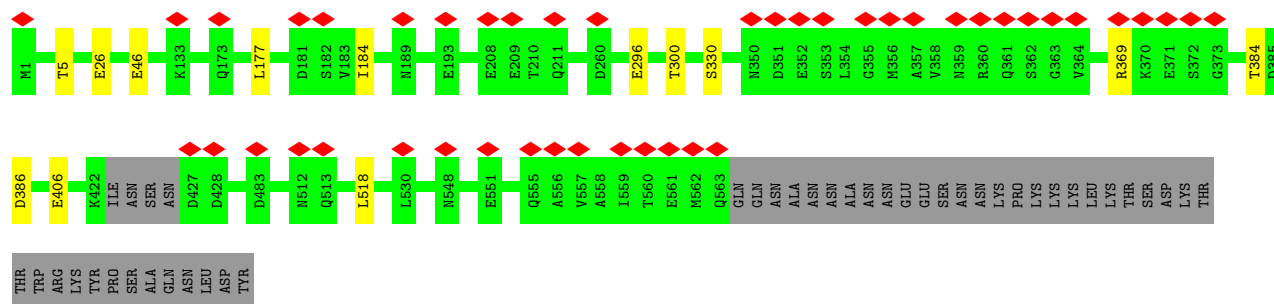 M1 T5 E26 E46 K133 Q173 L177 D181 S182 V183 I184 N189 E193 E208 E209 T210 Q211 D260 E296 T300 S330 N350 D351 E352 S353 L354 G355 M356 A357 V358 N359 R360 Q361 S362 G363 V364 R369 K370 E371 S372 G373 T384 D385
D386 E406 K422 ILE ASN SER ASN D427 D428 D483 N512 Q513 L518 L530 N548 E551 Q555 A556 V557 A558 I559 T560 E561 M562 Q563 GLN GLN ASN ALA ASN ASN ALA ASN ASN GLU GLU SER ASN ASN LYS PRO LYS LYS LYS LEU LYS THR SER ASP LYS THR
THR TRP ARG LYS TYR PRO SER ALA GLN ASN LEU ASP TYR